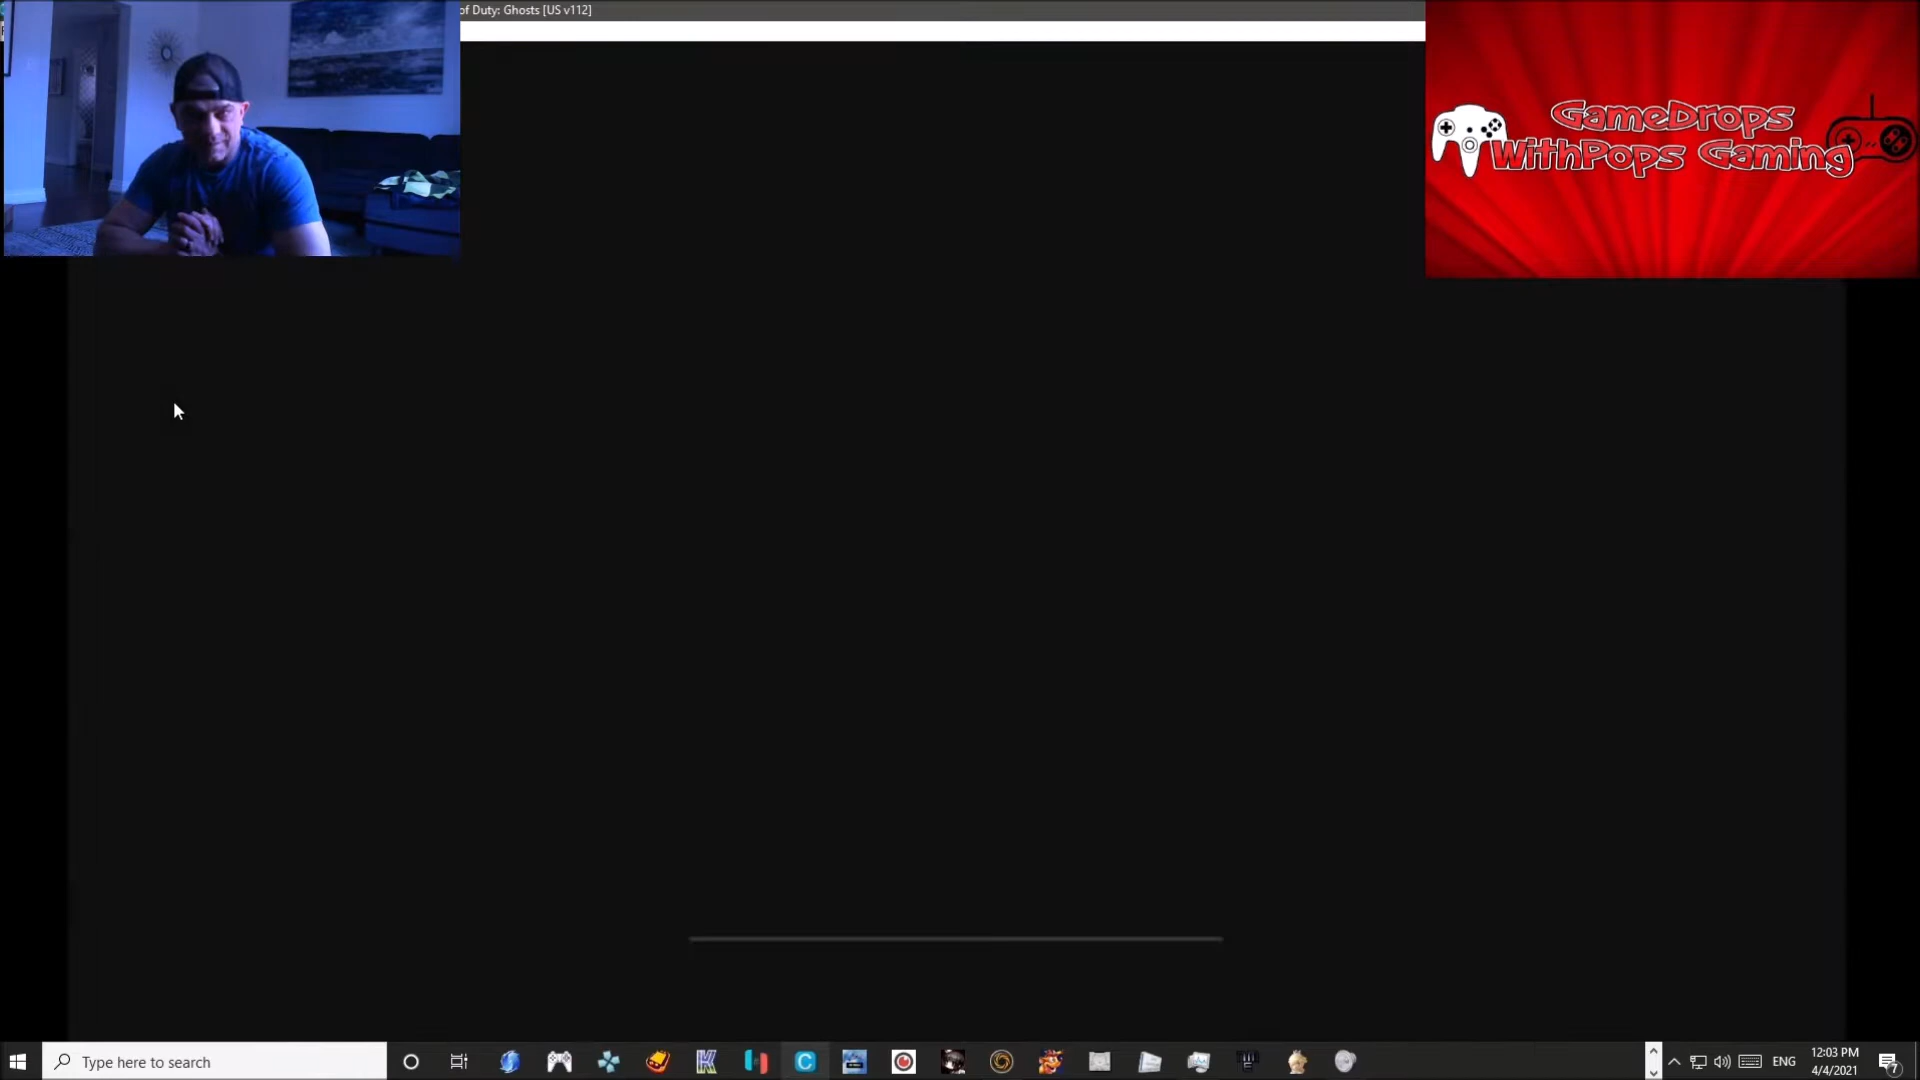 of Duty: Ghosts [US v112]
GameDrops
WithPops Gaming
Type here to search
ENG
12:03 PM
4/4/2021
7